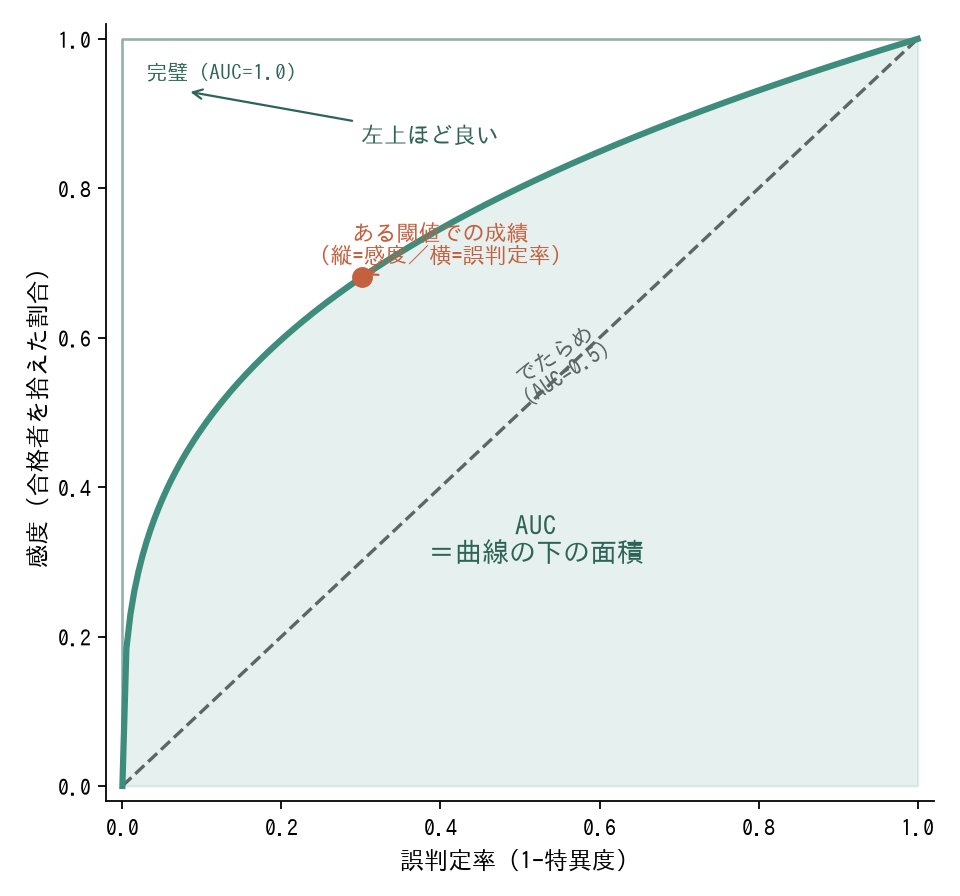 完璧 (AUC=1.0)
左上ほど良い
ある閾値での成績
(縦=感度／横=誤判定率)
でたらめ
(AUC=0.5)
AUC
＝曲線の下の面積
感度 (合格者を拾えた割合)
1.0
0.8
0.6
0.4
0.2
0.0
0.0 0.2 0.4 0.6 0.8 1.0
誤判定率 (1-特異度)